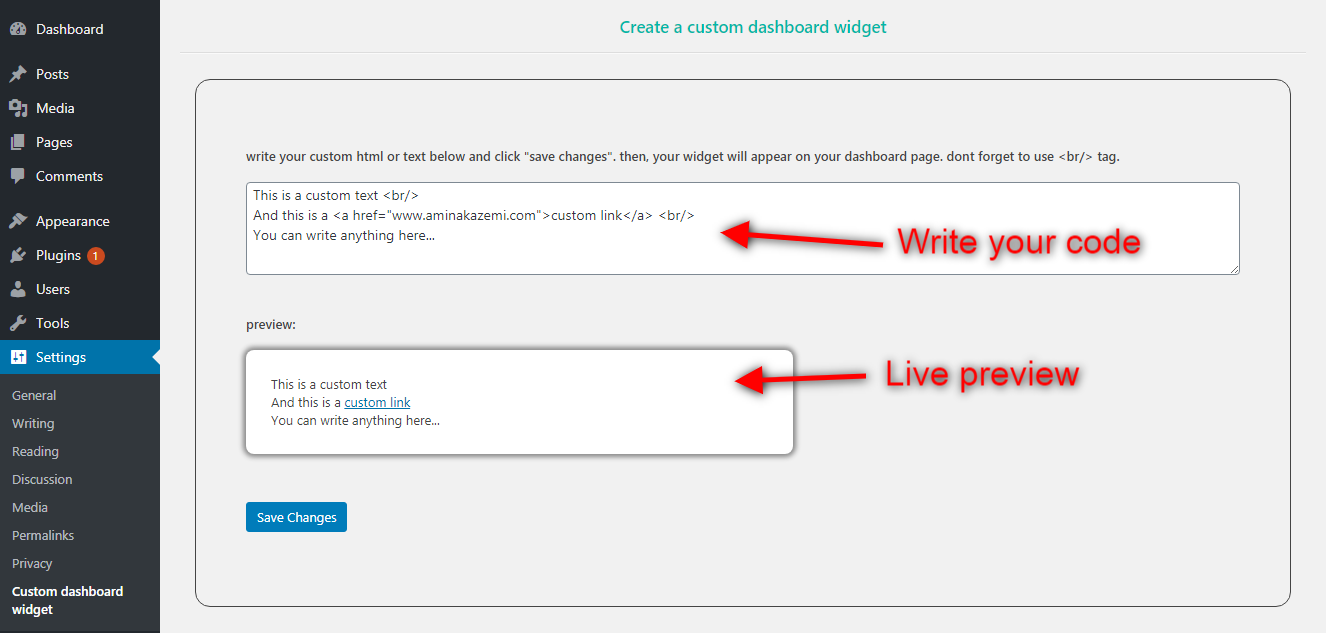 Dashboard
Posts
Media
Pages
Comments
Appearance
Plugins 1
Users
Tools
Settings
General
Writing
Reading
Discussion
Media
Permalinks
Privacy
Custom dashboard
widget
Create a custom dashboard widget
write your custom html or text below and click "save changes". then, your widget will appear on your dashboard page. dont forget to use <br/> tag.
This is a custom text <br/>
And this is a <a href="www.aminakazemi.com">custom link</a> <br/>
You can write anything here...
Write your code
preview:
This is a custom text
And this is a custom link
You can write anything here...
Live preview
Save Changes